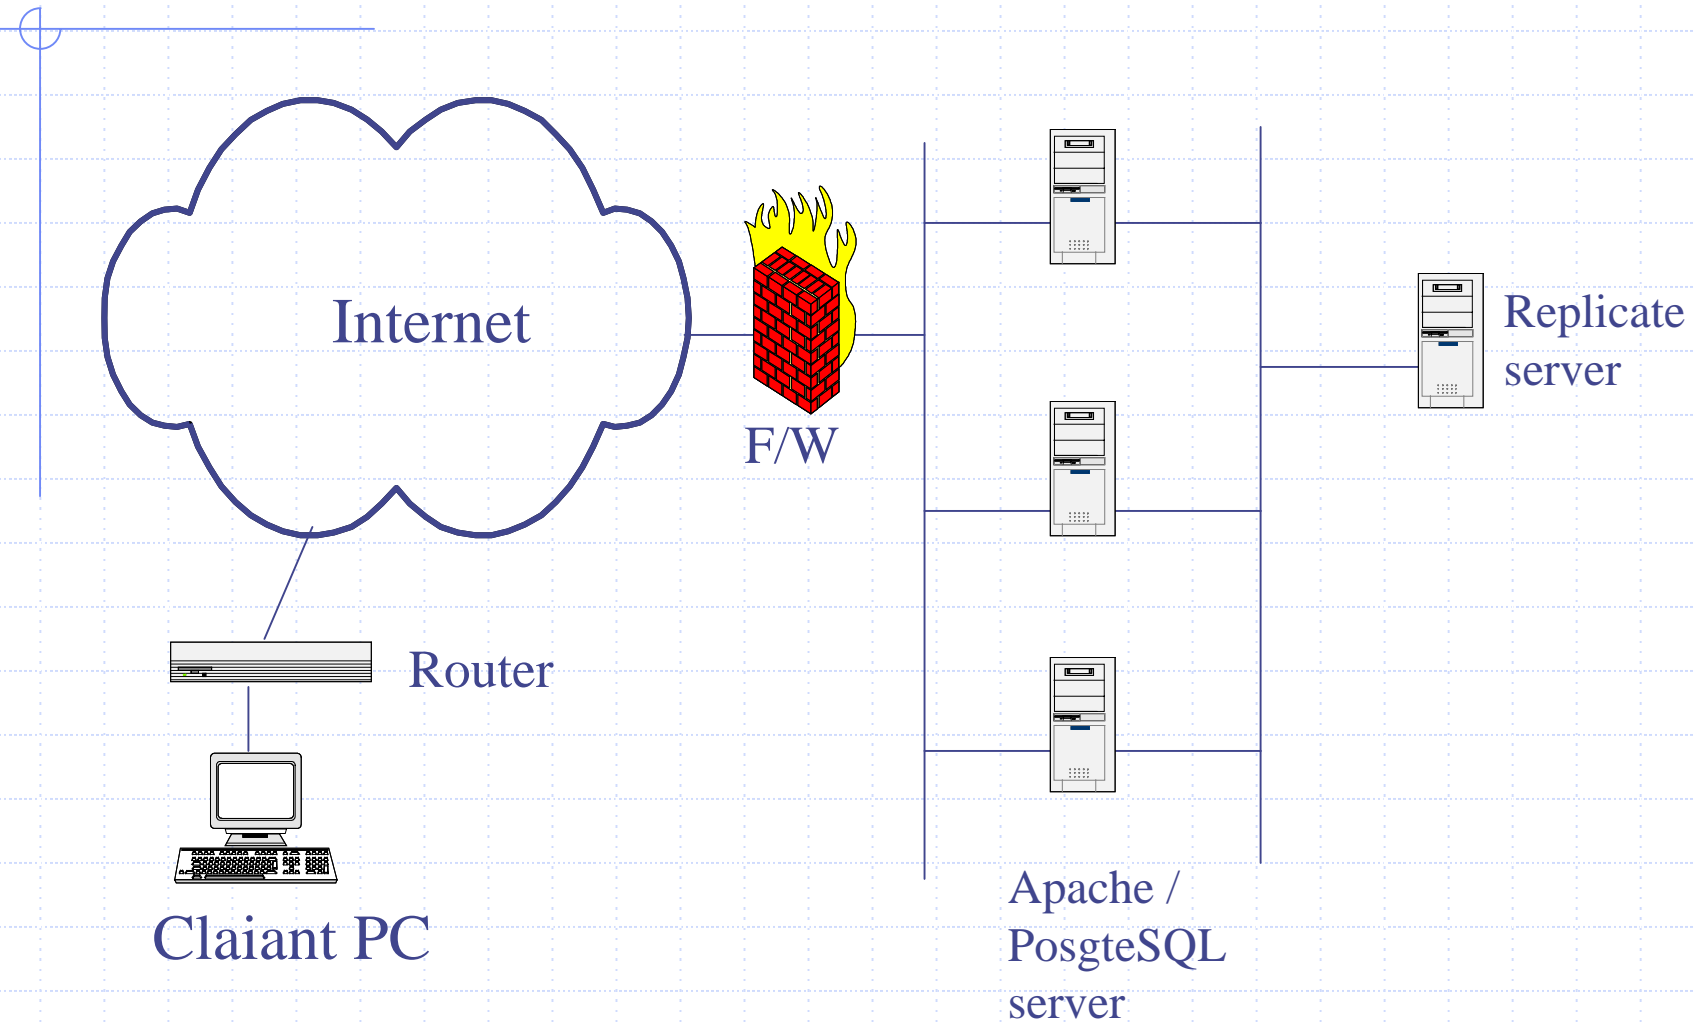 Internet
F/W
Replicate
server
Router
Claiant PC
Apache /
PosgteSQL
server